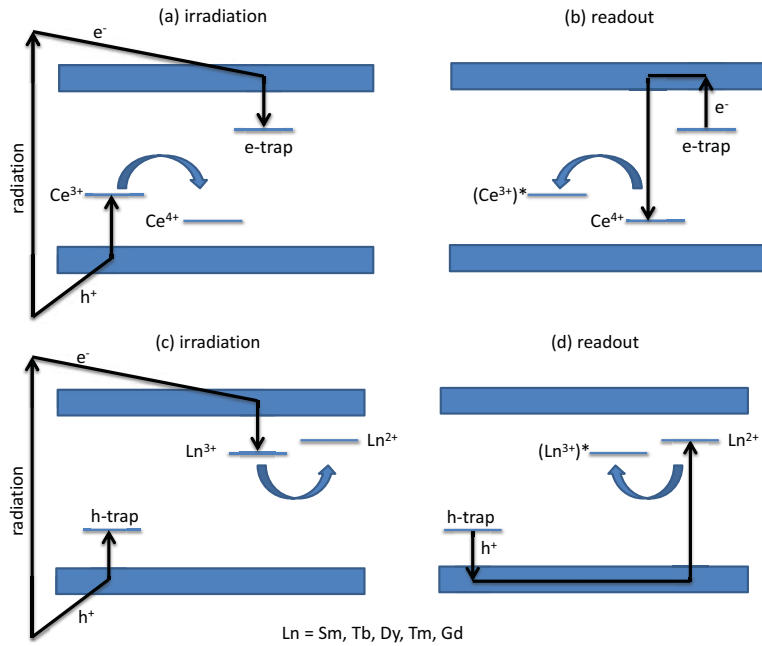 (a) irradiation
(b) readout
e⁻
e⁻
radiation
e-trap
e-trap
Ce³⁺
Ce⁴⁺
(Ce³⁺)*
Ce⁴⁺
h⁺
(c) irradiation
(d) readout
e⁻
radiation
Ln³⁺
Ln²⁺
(Ln³⁺)*
Ln²⁺
h-trap
h-trap
h⁺
h⁺
Ln = Sm, Tb, Dy, Tm, Gd